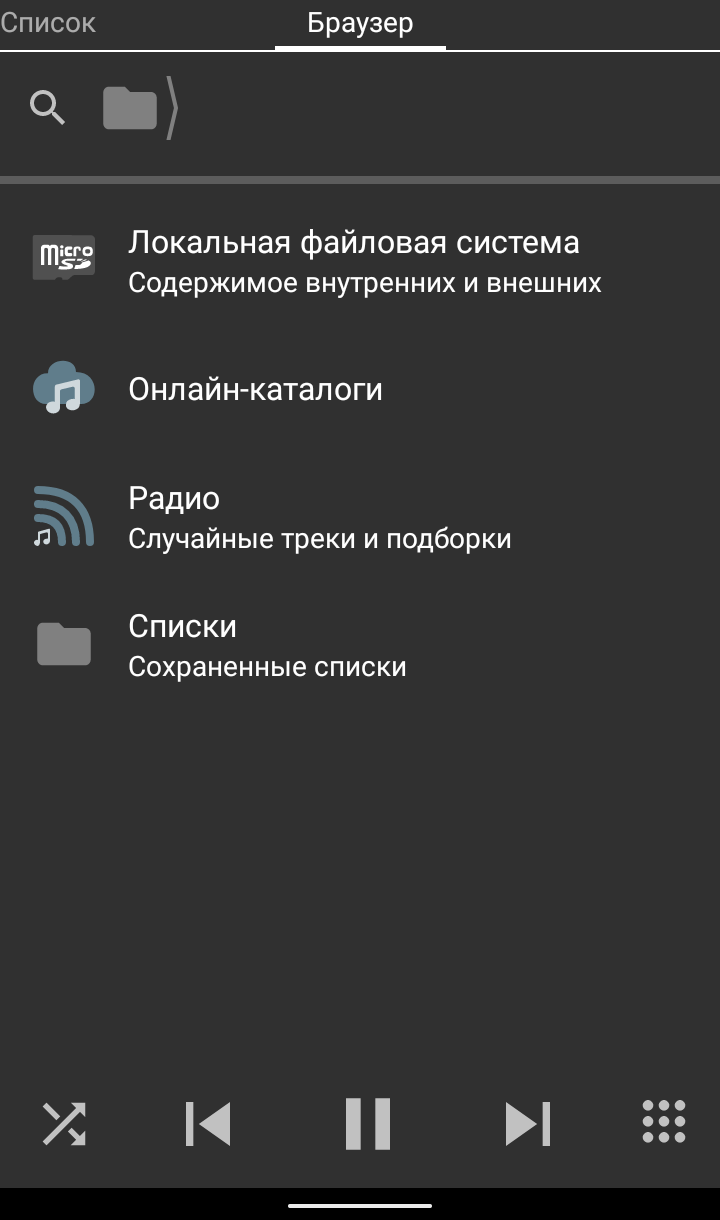 Список
Браузер
Micro
SD
Локальная файловая система
Содержимое внутренних и внешних
Онлайн-каталоги
Радио
Случайные треки и подборки
Списки
Сохраненные списки